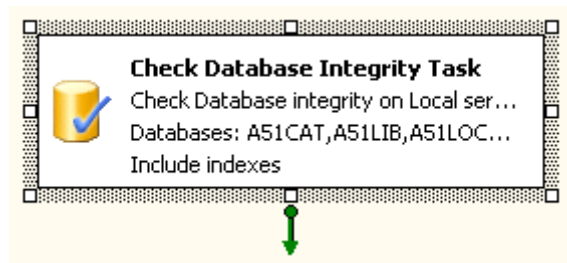 Check Database Integrity Task
Check Database integrity on Local ser...
Databases: A51CAT,A51LIB,A51LOC...
Include indexes